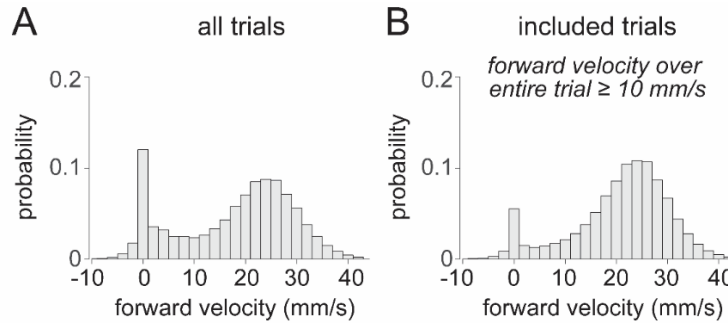 A
all trials
0.2
0.1
0
probability
-10 0 10 20 30 40
forward velocity (mm/s)
B
included trials
forward velocity over
entire trial ≥ 10 mm/s
0.2
0.1
0
probability
-10 0 10 20 30 40
forward velocity (mm/s)